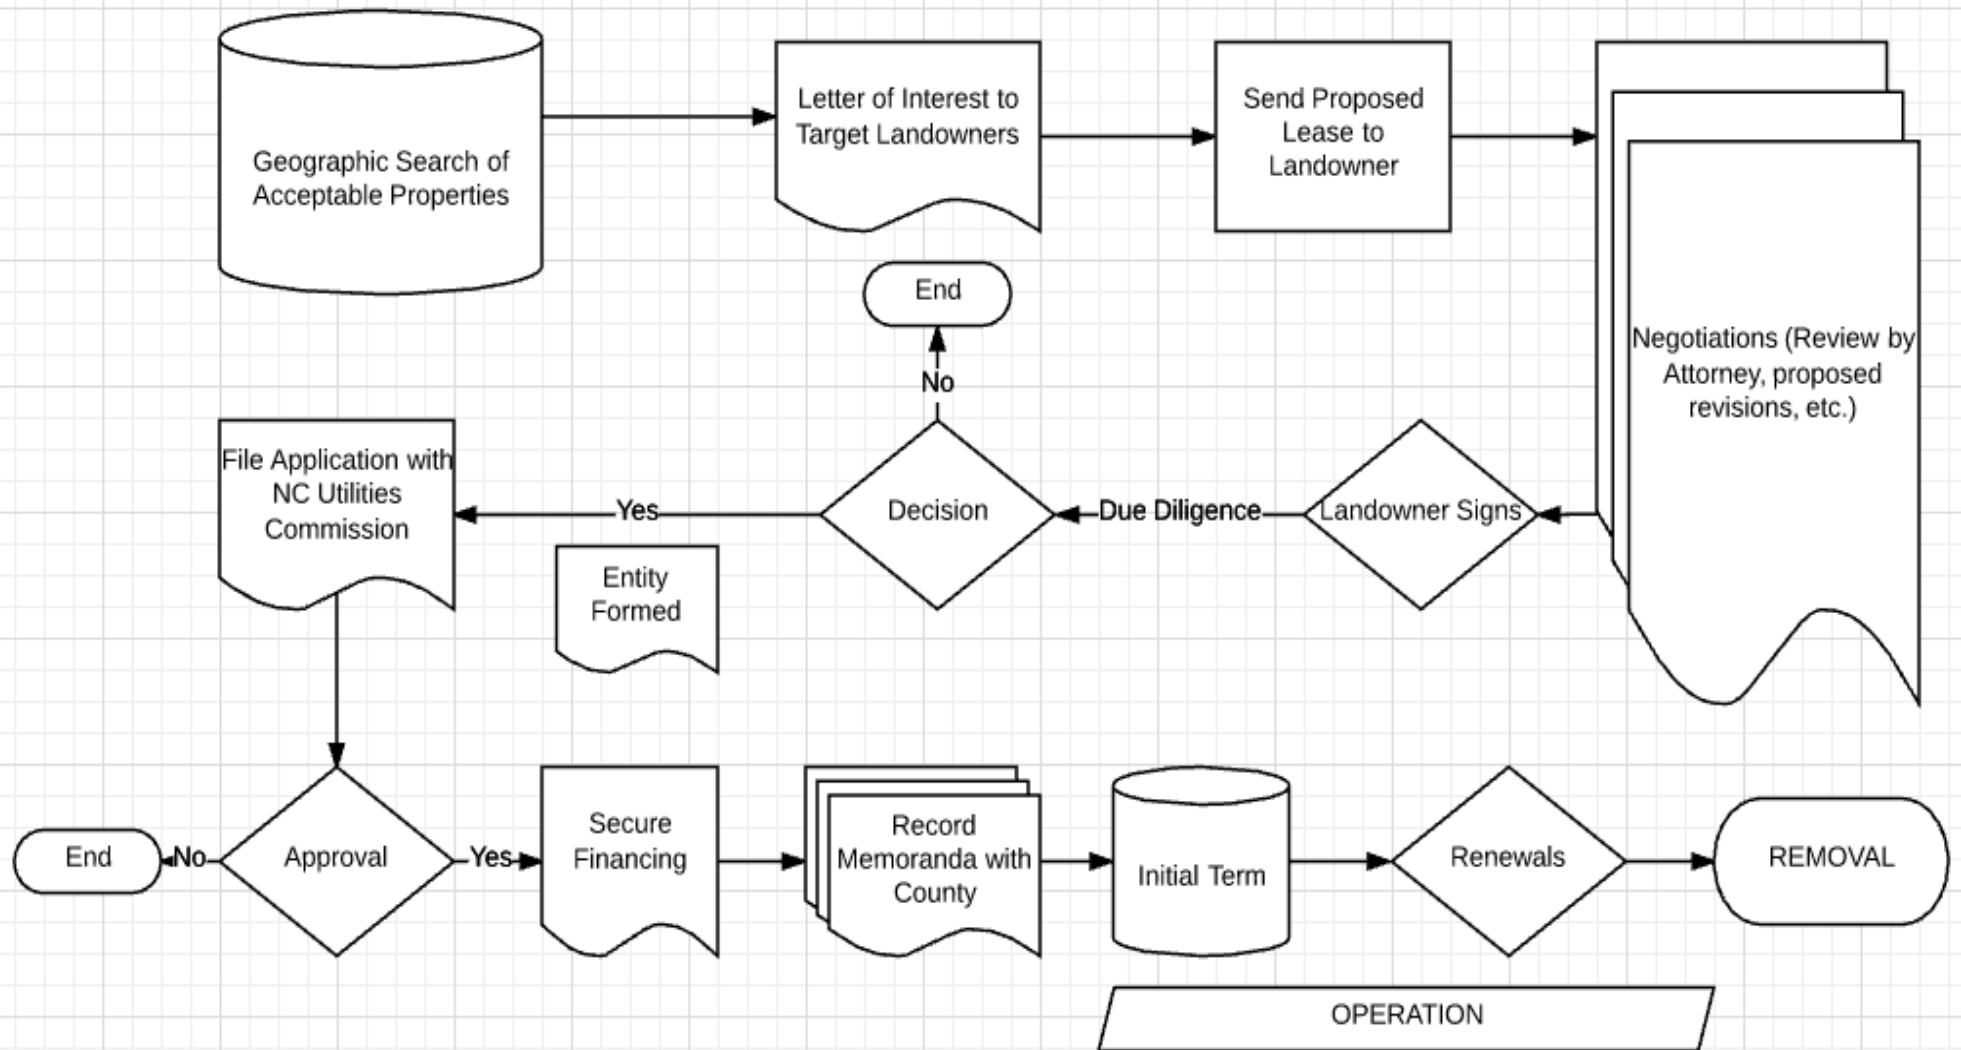 Geographic Search of
Acceptable Properties
Letter of Interest to
Target Landowners
Send Proposed
Lease to
Landowner
Negotiations (Review by
Attorney, proposed
revisions, etc.)
End
No
File Application with
NC Utilities
Commission
Yes
Decision
Due Diligence
Landowner Signs
Entity
Formed
End
No
Approval
Yes
Secure
Financing
Record
Memoranda with
County
Initial Term
Renewals
REMOVAL
OPERATION